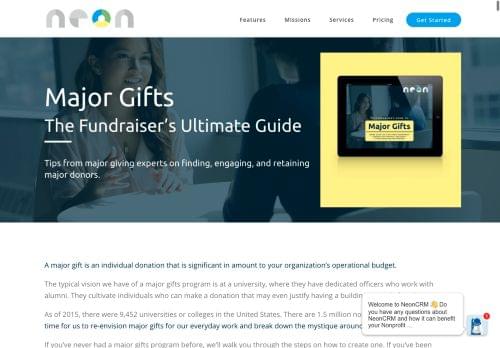 neon
Features Missions Services Pricing Get Started
Major Gifts
The Fundraiser's Ultimate Guide
Tips from major giving experts on finding, engaging, and retaining
major donors.
neon
Major Gifts
A major gift is an individual donation that is significant in amount to your organization's operational budget.
The typical vision we have of a major gifts program is at a university, where they have dedicated officers who work with
alumni. They cultivate individuals who can make a donation that may even justify having a building
As of 2015, there were 9,452 universities or colleges in the United States. There are 1.5 million
time for us to re-envision major gifts for our everyday work and break down the mystique
If you've never had a major gifts program before, we'll walk you through the steps on how to create one. If you've been
Welcome to NeonCRM 👋 Do
you have any questions about
NeonCRM and how it can benefit
your Nonprofit ...